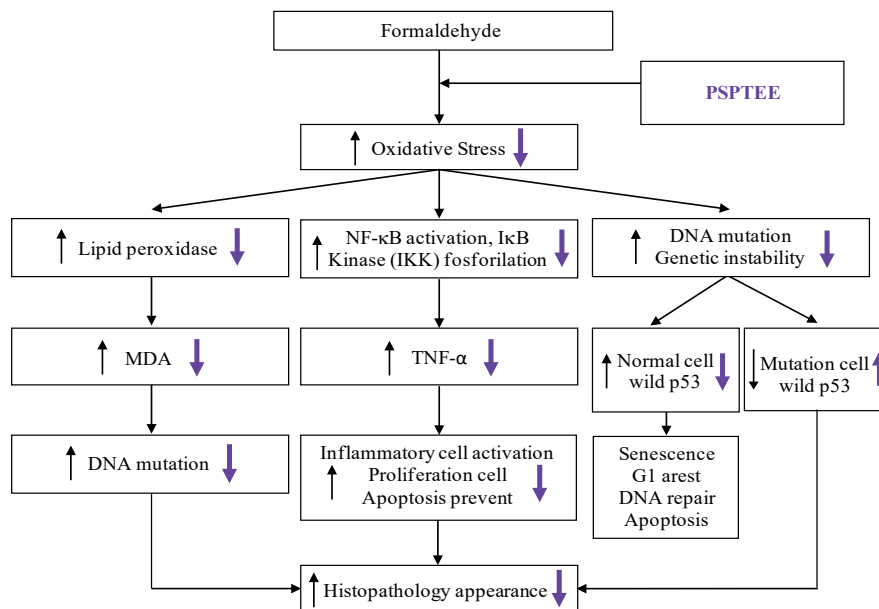 Formaldehyde
PSPTEE
Oxidative Stress
Lipid peroxidase
NF-κB activation, IκB
Kinase (IKK) fosforilation
DNA mutation
Genetic instability
MDA
TNF-α
Normal cell
wild p53
Mutation cell
wild p53
DNA mutation
Inflammatory cell activation
Proliferation cell
Apoptosis prevent
Senescence
G1 arest
DNA repair
Apoptosis
Histopathology appearance